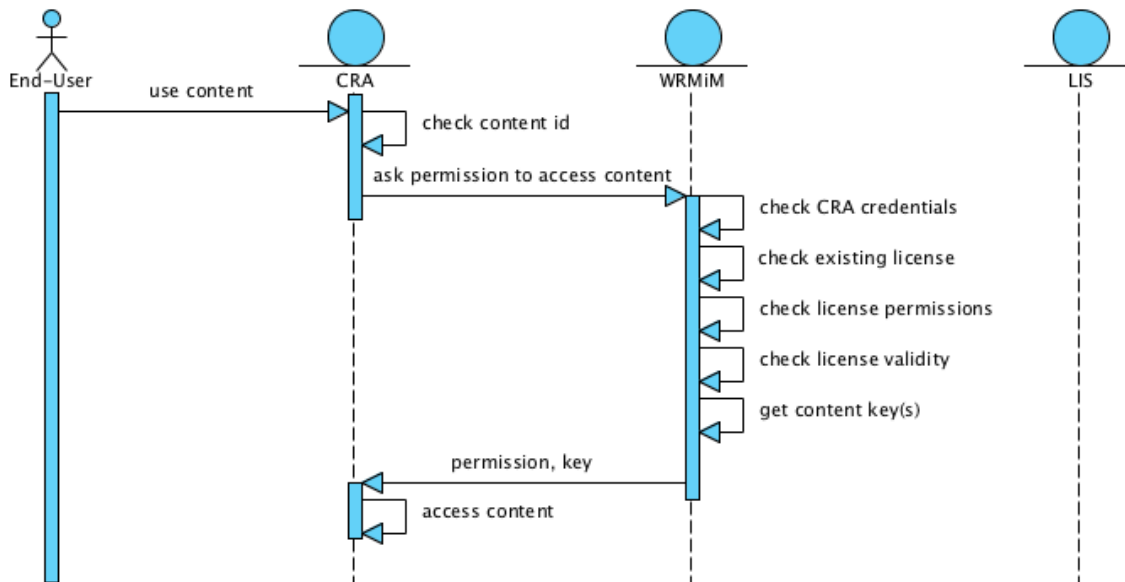 End-User
CRA
WRMiM
LIS
use content
check content id
ask permission to access content
check CRA credentials
check existing license
check license permissions
check license validity
get content key(s)
permission, key
access content